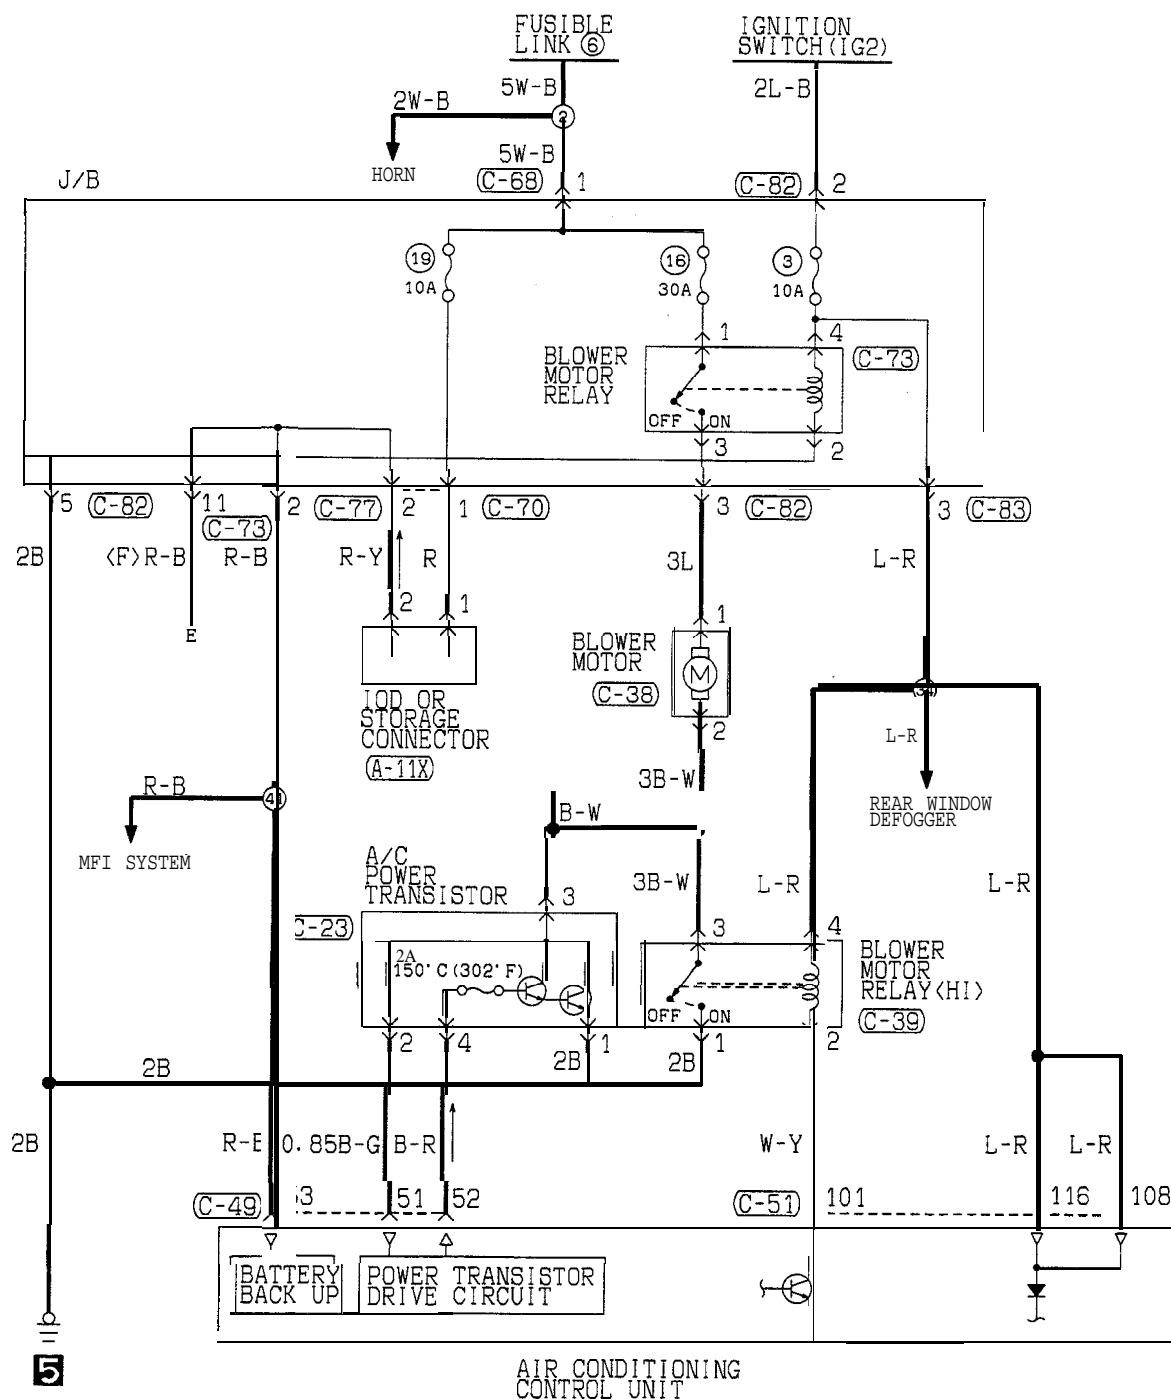 FUSIBLE
LINK ⑥
IGNITION
SWITCH(IG2)
5W-B
2L-B
2W-B
2
5W-B
HORN
J/B
C-68
1
C-82
2
19
10A
16
30A
3
10A
1
4
BLOWER
MOTOR
RELAY
C-73
OFF
ON
3
2
5
C-82
11
C-73
2
C-77
2
1
C-70
3
C-82
3
C-83
2B
<F>R-B
R-B
R-Y
R
3L
L-R
E
2
1
1
BLOWER
MOTOR
M
C-38
2
34
IOD OR
STORAGE
CONNECTOR
A-11X
L-R
3B-W
REAR WINDOW
DEFOGGER
R-B
41
MFI SYSTEM
B-W
A/C
POWER
TRANSISTOR
3
3B-W
L-R
L-R
C-23
3
4
2A
150°C(302°F)
BLOWER
MOTOR
RELAY<HI>
OFF
ON
C-39
2
4
1
1
2
2B
2B
2B
2B
R-E
0.85B-G
B-R
W-Y
L-R
L-R
C-49
51
52
C-51
101
116
108
BATTERY
BACK UP
POWER TRANSISTOR
DRIVE CIRCUIT
5
AIR CONDITIONING
CONTROL UNIT